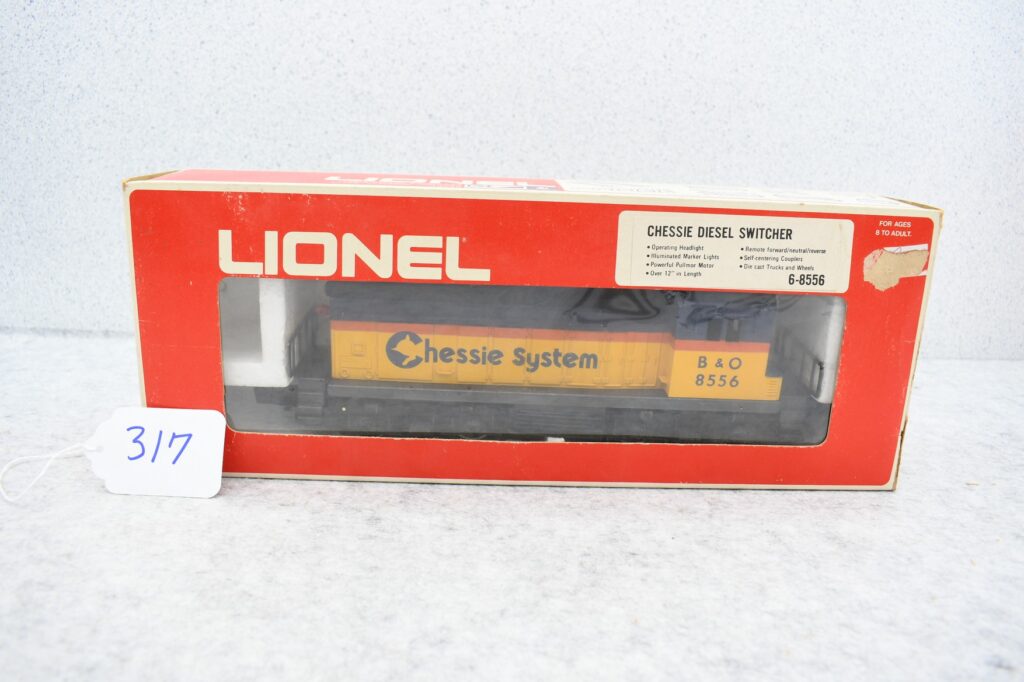 LIONEL
CHESSIE DIESEL SWITCHER
• Operating Headlight
• Illuminated Marker Lights
• Powerful Pullmor Motor
• Over 12" in Length
• Remote forward/neutral/reverse
• Self-centering Couplers
• Die cast Trucks and Wheels
6-8556
FOR AGES
8 TO ADULT.
Chessie System
B & O
8556
317